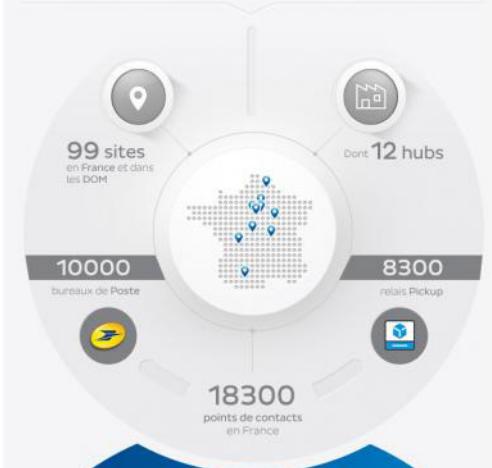 99 sites
en France et dans
les DOM
Dont 12 hubs
10000
bureaux de Poste
8300
relais Pickup
18300
points de contacts
en France